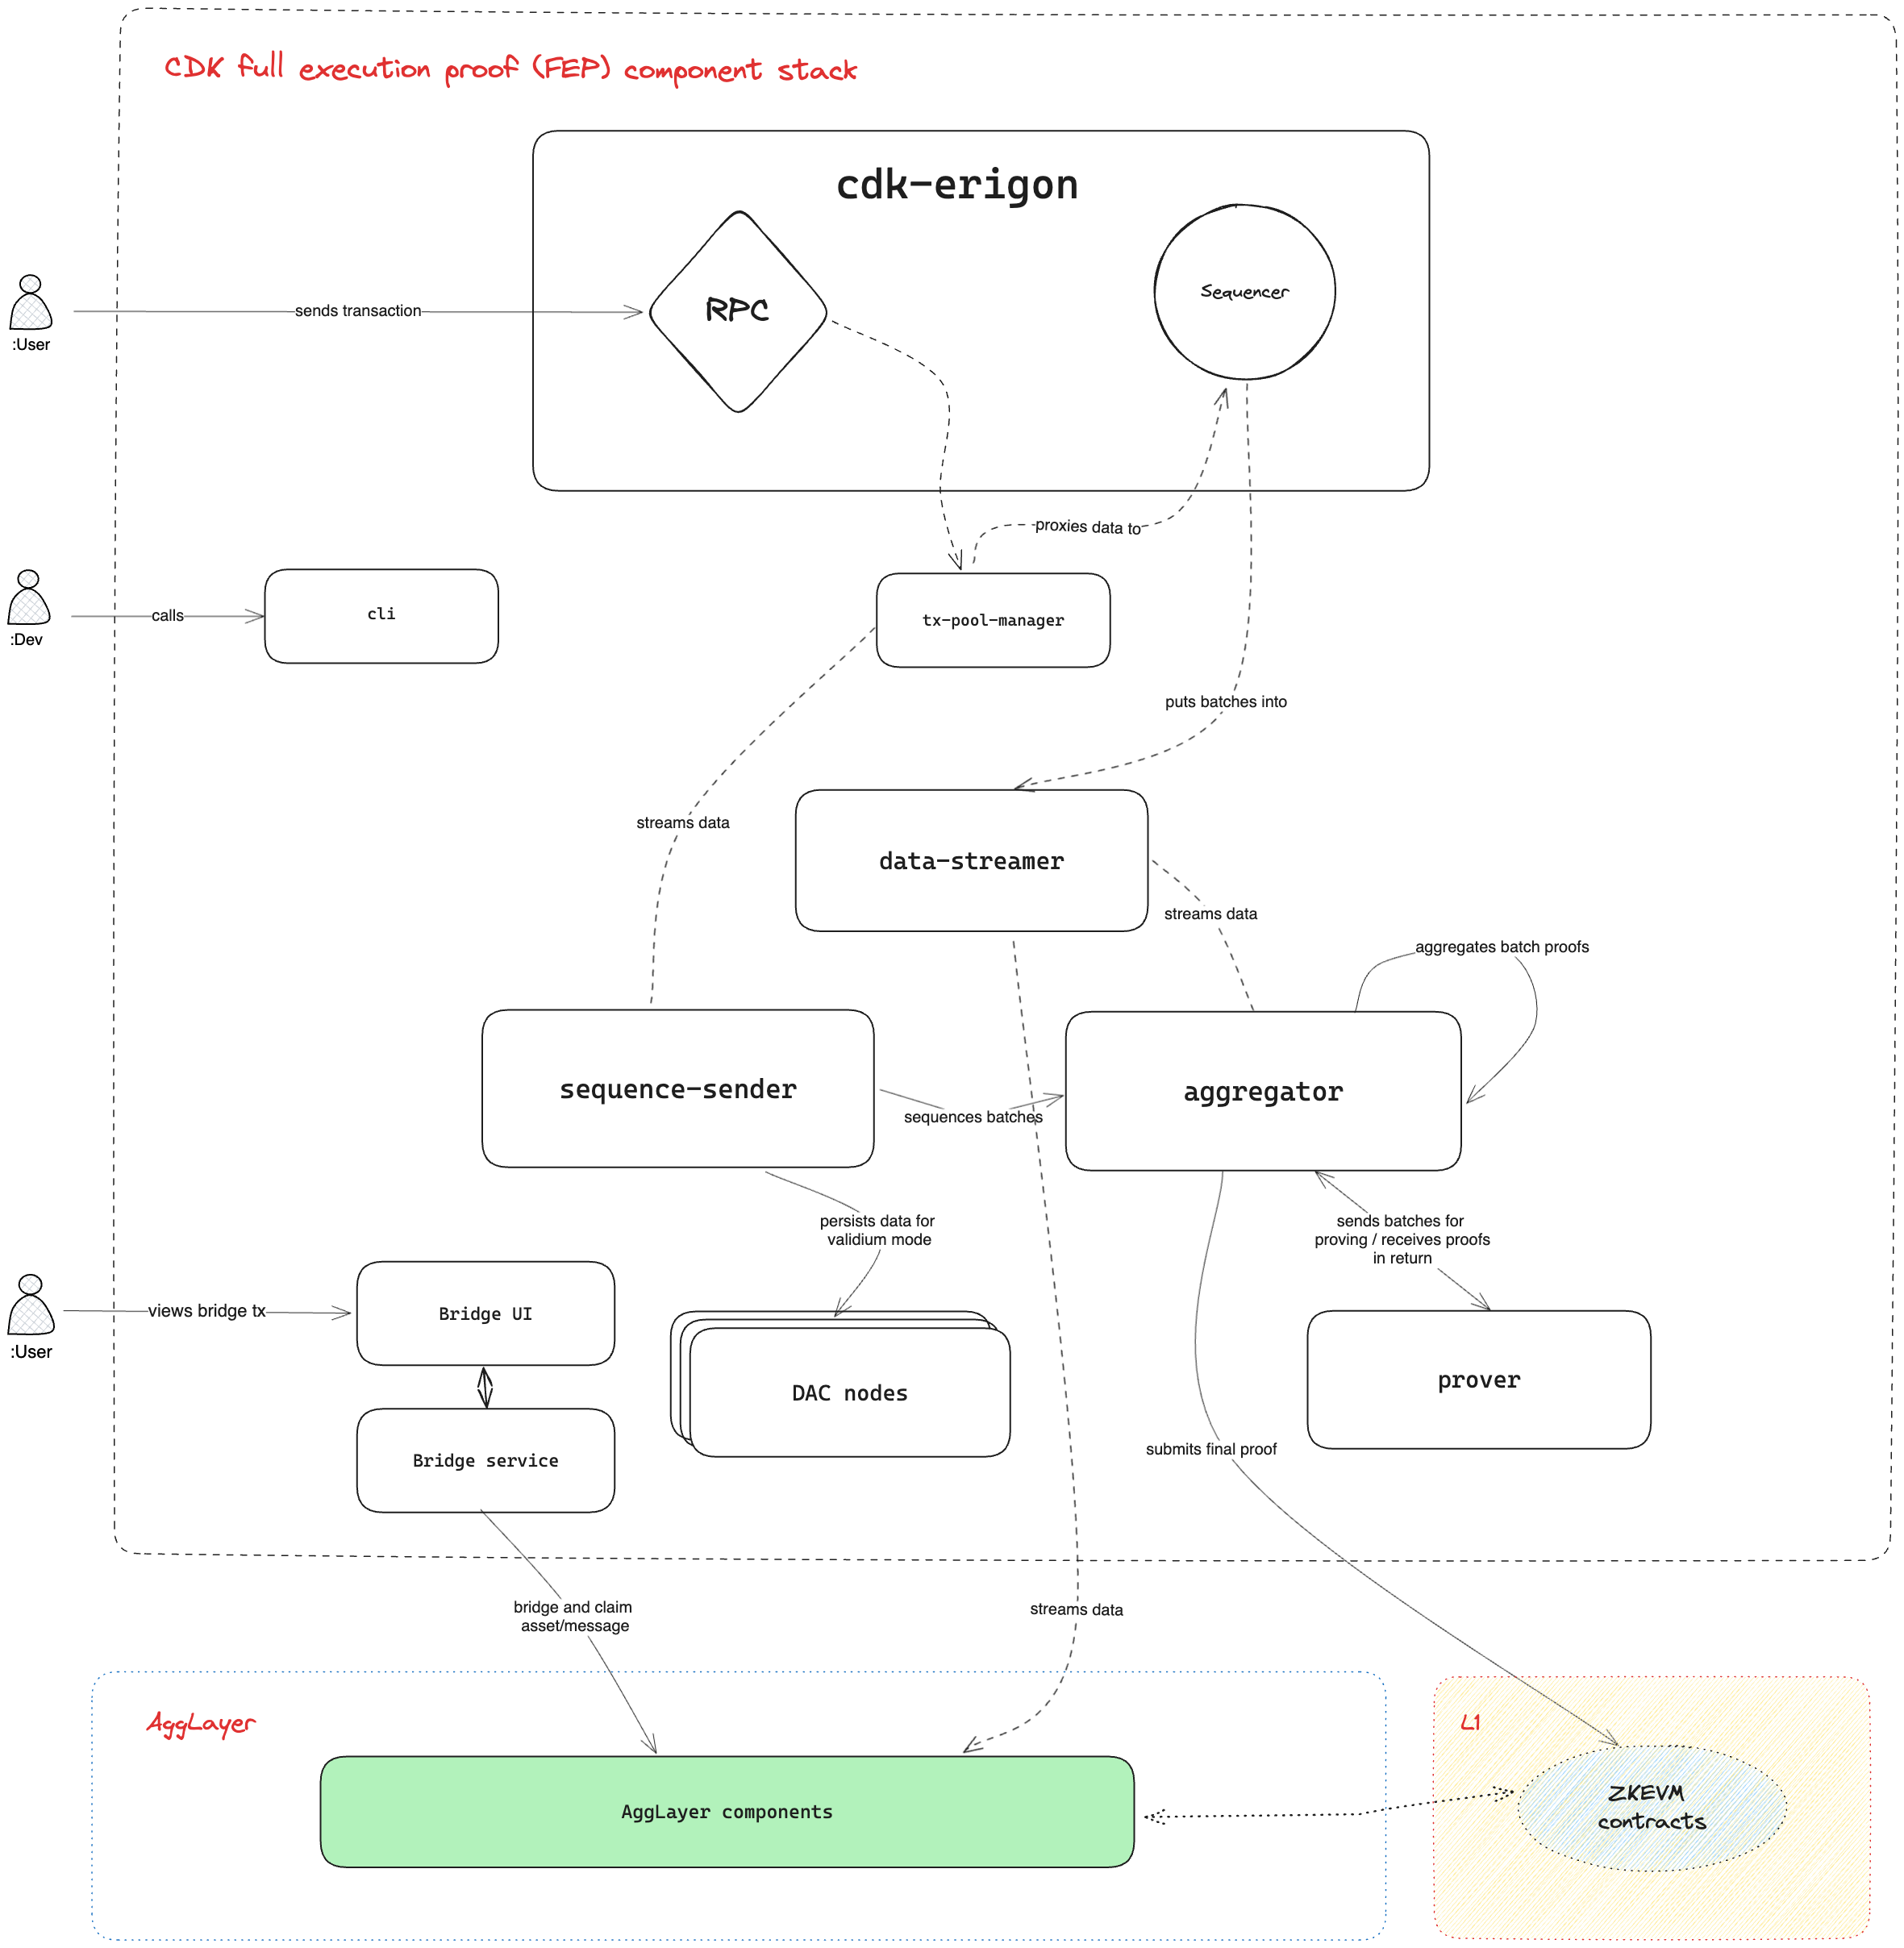 CDK full execution proof (FEP) component stack
cdk-erigon
RPC
Sequencer
sends transaction
:User
proxies data to
calls
:Dev
cli
tx-pool-manager
puts batches into
streams data
data-streamer
streams data
aggregates batch proofs
sequence-sender
sequences batches
aggregator
persists data for
validium mode
sends batches for
proving / receives proofs
in return
views bridge tx
:User
Bridge UI
DAC nodes
prover
Bridge service
submits final proof
bridge and claim
asset/message
streams data
AggLayer
L1
AggLayer components
ZKEVM
contracts